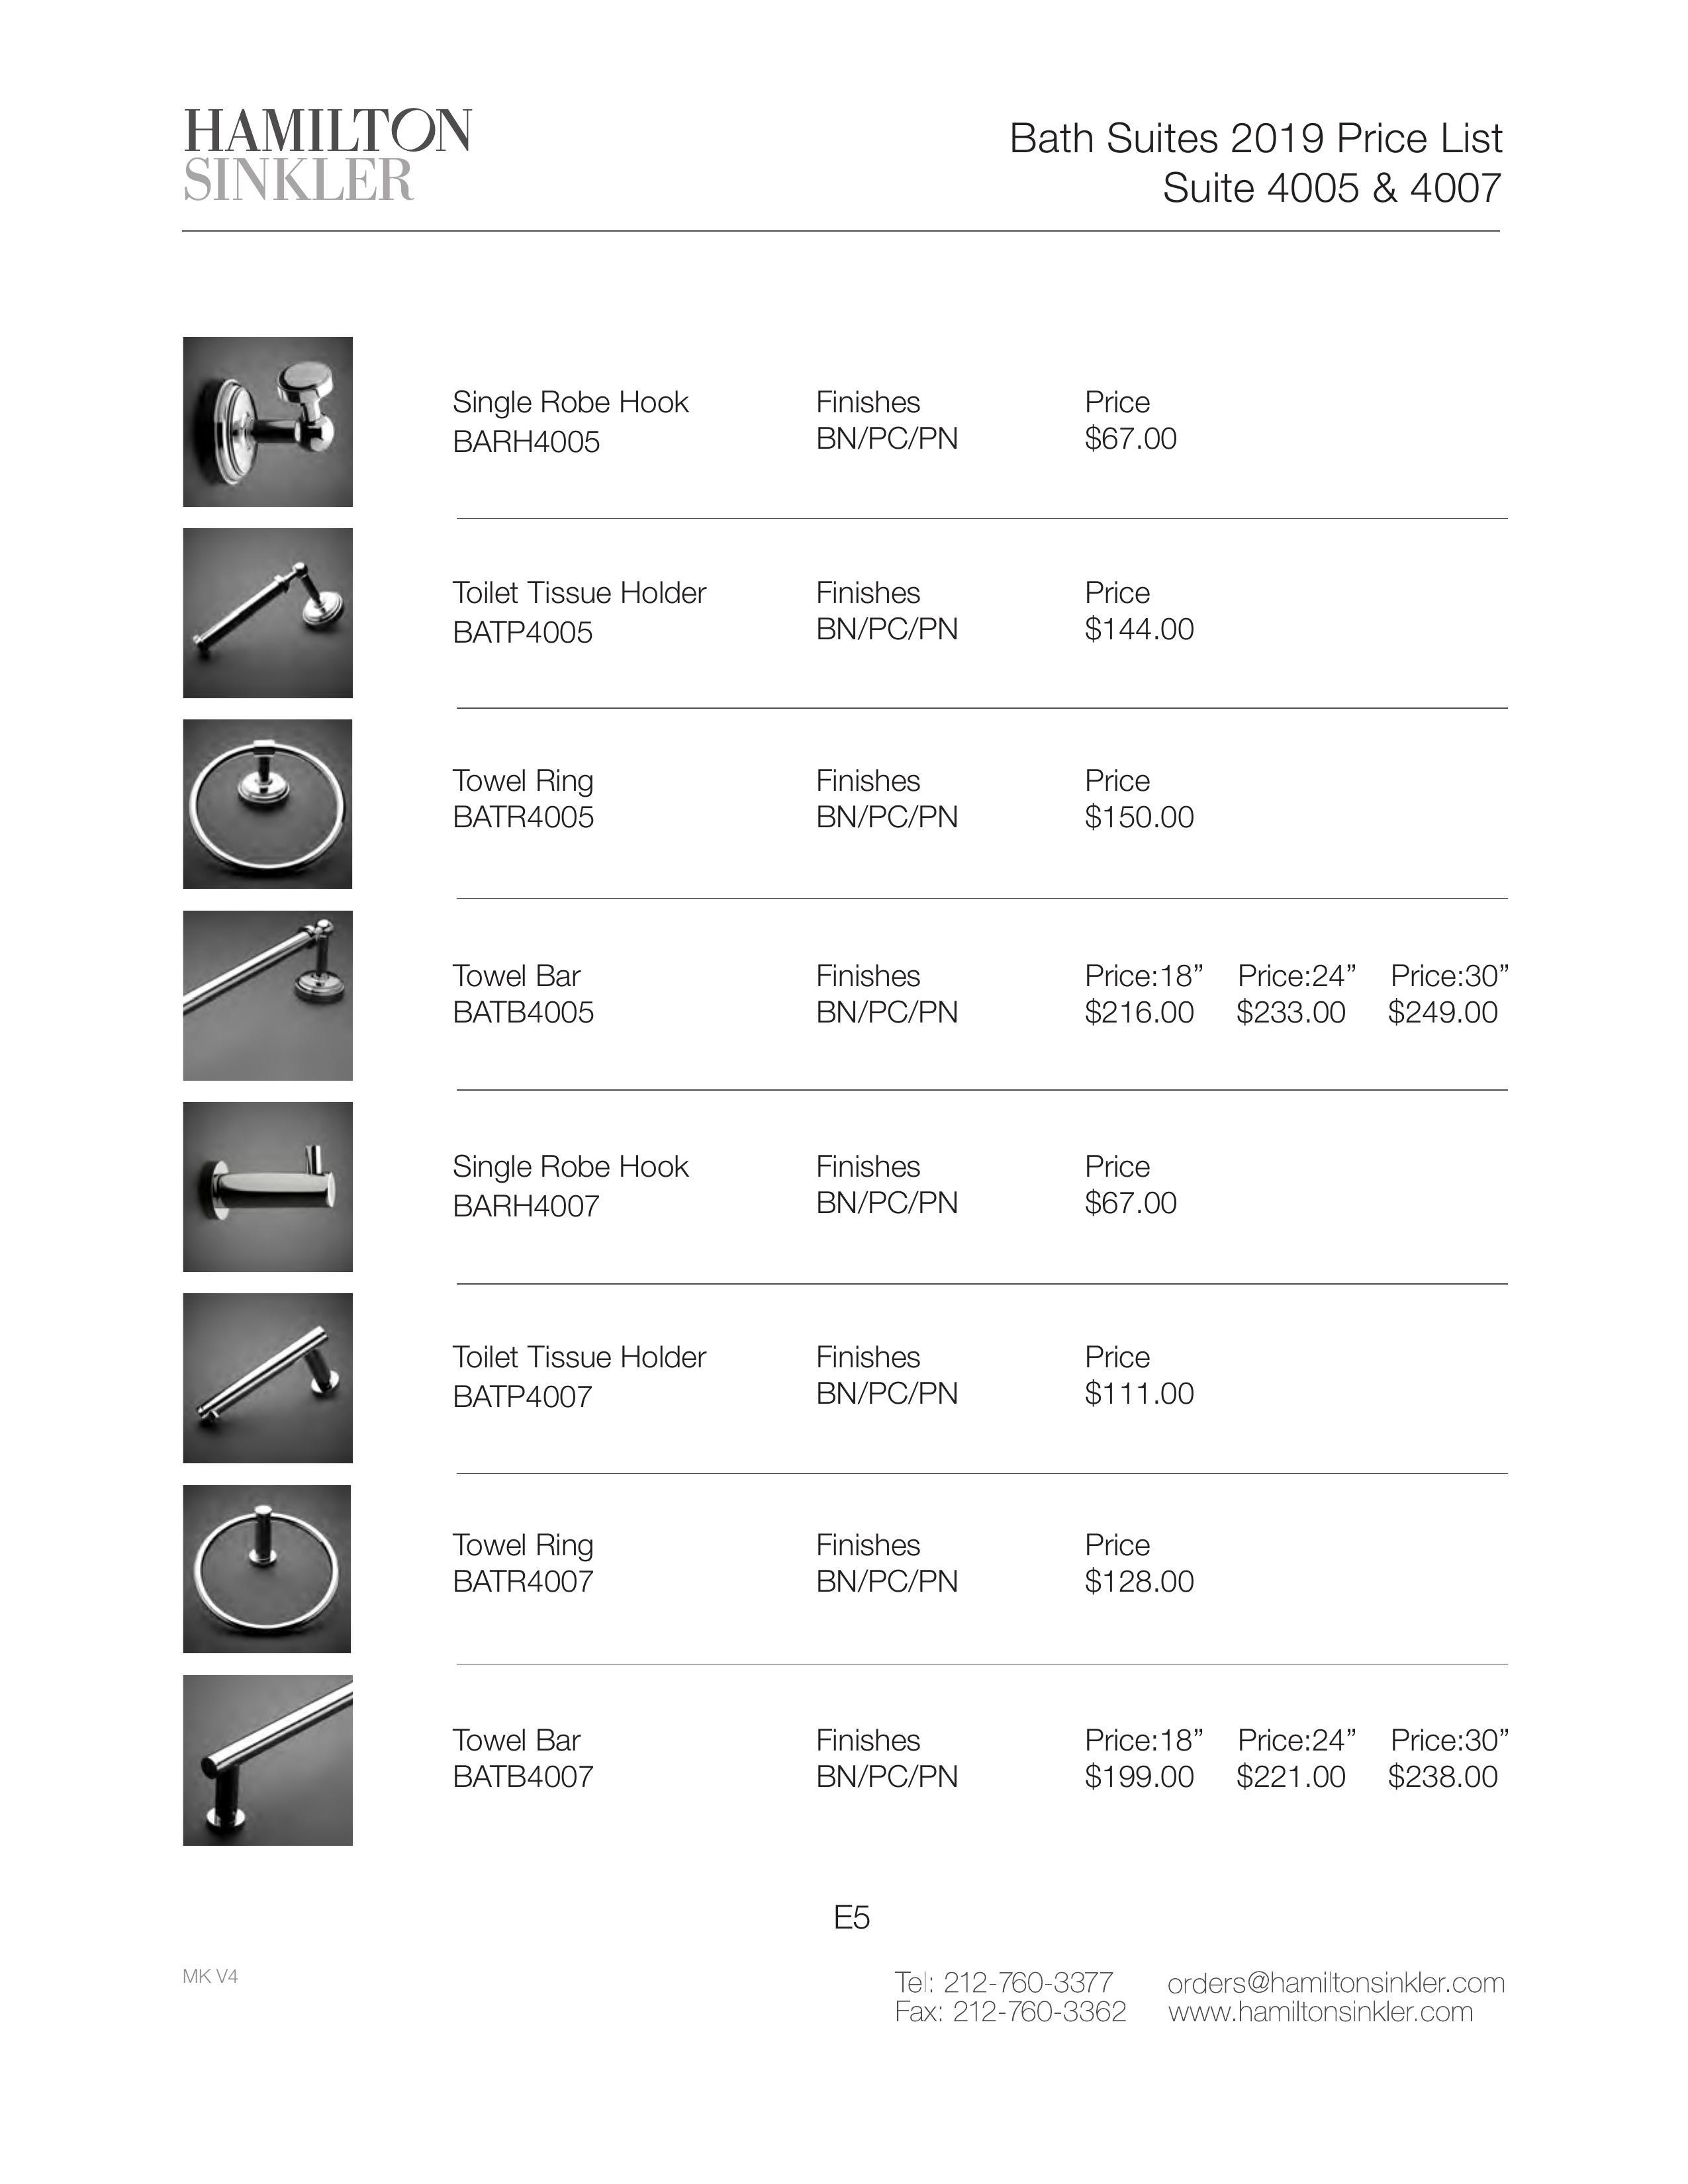 HAMILTON
SINKLER
Bath Suites 2019 Price List
Suite 4005 & 4007
Single Robe Hook Finishes Price
BARH4005 BN/PC/PN $67.00
Toilet Tissue Holder Finishes Price
BATP4005 BN/PC/PN $144.00
Towel Ring Finishes Price
BATR4005 BN/PC/PN $150.00
Towel Bar Finishes Price:18” Price:24” Price:30”
BATB4005 BN/PC/PN $216.00 $233.00 $249.00
Single Robe Hook Finishes Price
BARH4007 BN/PC/PN $67.00
Toilet Tissue Holder Finishes Price
BATP4007 BN/PC/PN $111.00
Towel Ring Finishes Price
BATR4007 BN/PC/PN $128.00
Towel Bar Finishes Price:18” Price:24” Price:30”
BATB4007 BN/PC/PN $199.00 $221.00 $238.00
E5
MK V4
Tel: 212-760-3377 orders@hamiltonsinkler.com
Fax: 212-760-3362 www.hamiltonsinkler.com